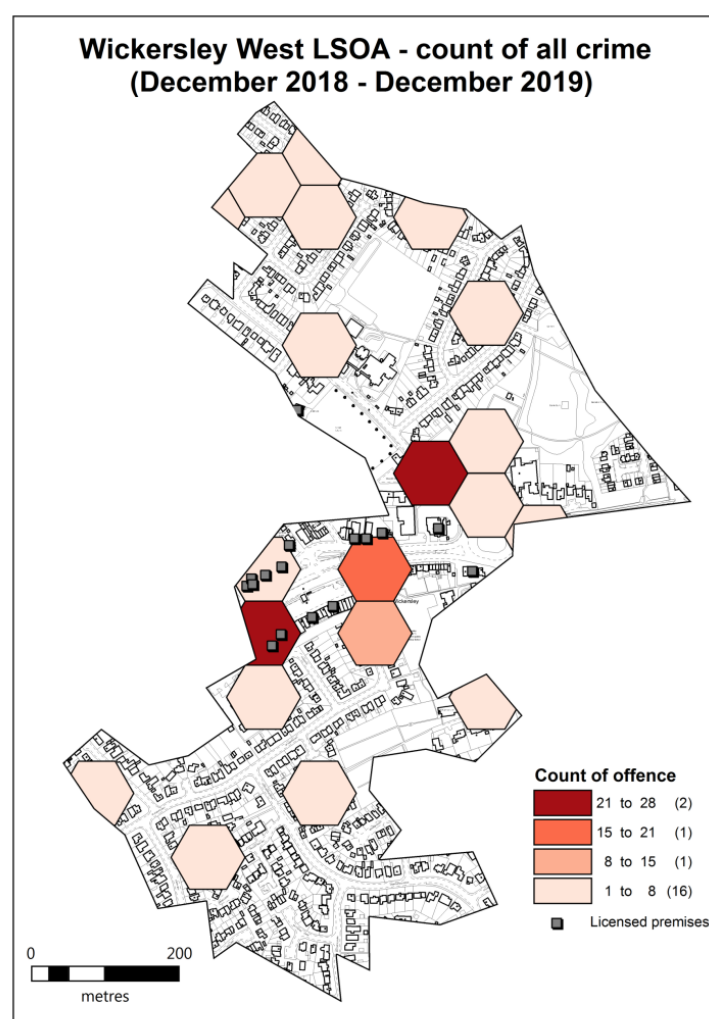 Wickersley West LSOA - count of all crime
(December 2018 - December 2019)
Count of offence
21 to 28 (2)
15 to 21 (1)
8 to 15 (1)
1 to 8 (16)
Licensed premises
0 200
metres